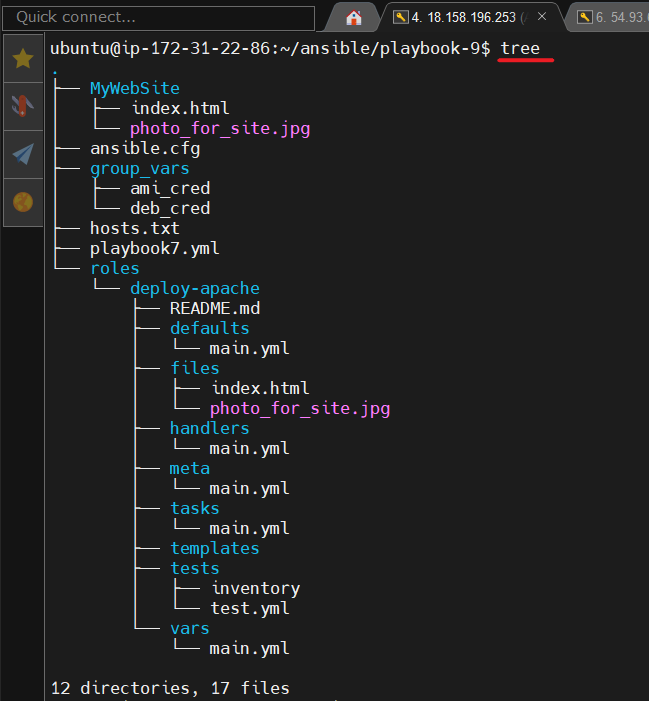 Quick connect...
4. 18.158.196.253 (
6. 54.93.
ubuntu@ip-172-31-22-86:~/ansible/playbook-9$ tree
.
├── MyWebSite
│   ├── index.html
│   └── photo_for_site.jpg
├── ansible.cfg
├── group_vars
│   ├── ami_cred
│   └── deb_cred
├── hosts.txt
├── playbook7.yml
└── roles
    └── deploy-apache
        ├── README.md
        ├── defaults
        │   └── main.yml
        ├── files
        │   ├── index.html
        │   └── photo_for_site.jpg
        ├── handlers
        │   └── main.yml
        ├── meta
        │   └── main.yml
        ├── tasks
        │   └── main.yml
        ├── templates
        ├── tests
        │   ├── inventory
        │   └── test.yml
        └── vars
            └── main.yml
12 directories, 17 files